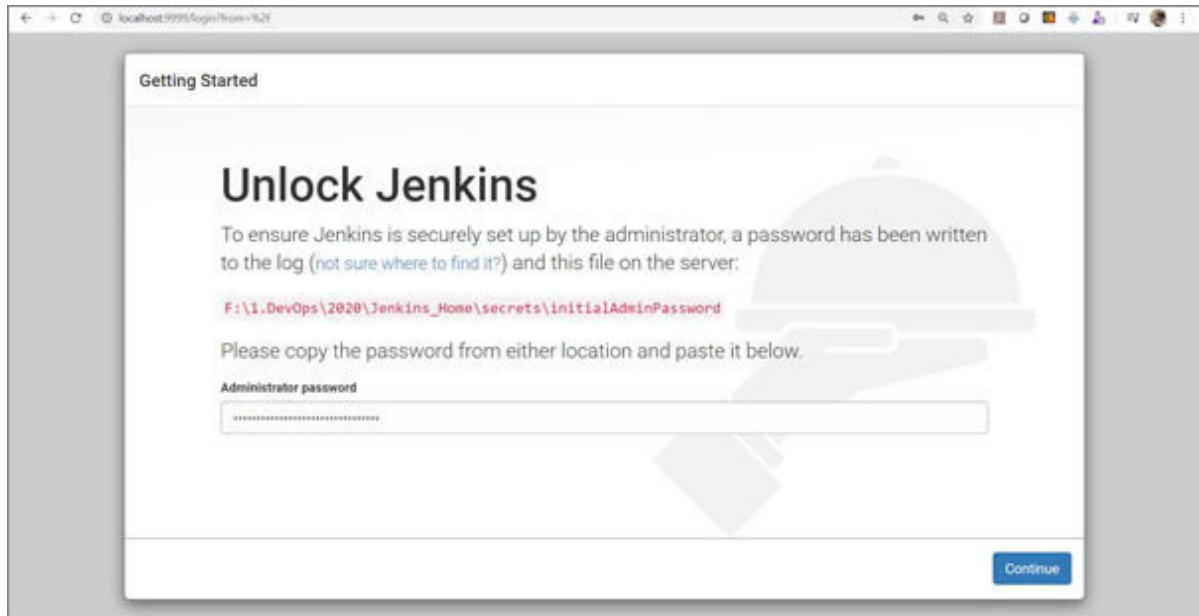 localhost:9999/login?from=%2F
Getting Started
Unlock Jenkins
To ensure Jenkins is securely set up by the administrator, a password has been written
to the log (not sure where to find it?) and this file on the server:
F:\1.DevOps\2020\Jenkins_Home\secrets\initialAdminPassword
Please copy the password from either location and paste it below.
Administrator password
Continue